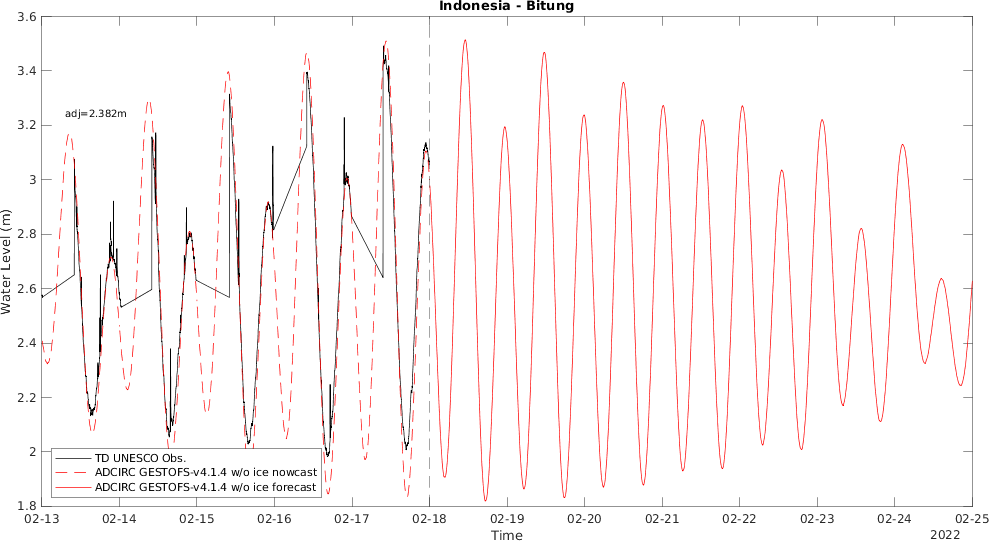 Indonesia - Bitung
Water Level (m)
3.6
3.4
3.2
3
2.8
2.6
2.4
2.2
2
1.8
adj=2.382m
TD UNESCO Obs.
ADCIRC GESTOFS-v4.1.4 w/o ice nowcast
ADCIRC GESTOFS-v4.1.4 w/o ice forecast
02-13 02-14 02-15 02-16 02-17 02-18 02-19 02-20 02-21 02-22 02-23 02-24 02-25
Time
2022